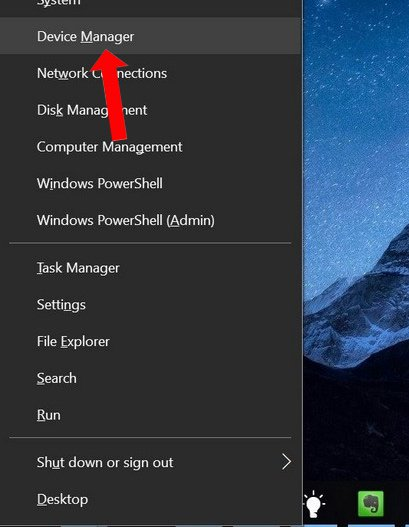 System
Device Manager
Network Connections
Disk Management
Computer Management
Windows PowerShell
Windows PowerShell (Admin)
Task Manager
Settings
File Explorer
Search
Run
Shut down or sign out
Desktop